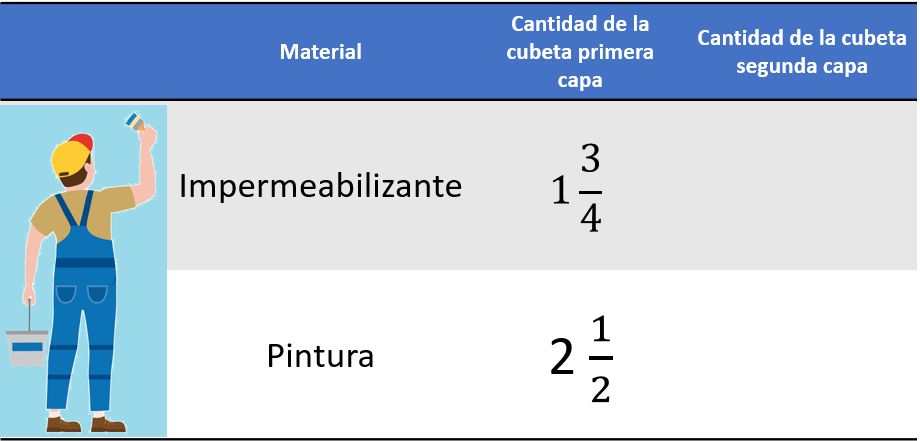 Material
Cantidad de la
cubeta primera
capa
Cantidad de la cubeta
segunda capa
Impermeabilizante
1 3/4
Pintura
2 1/2